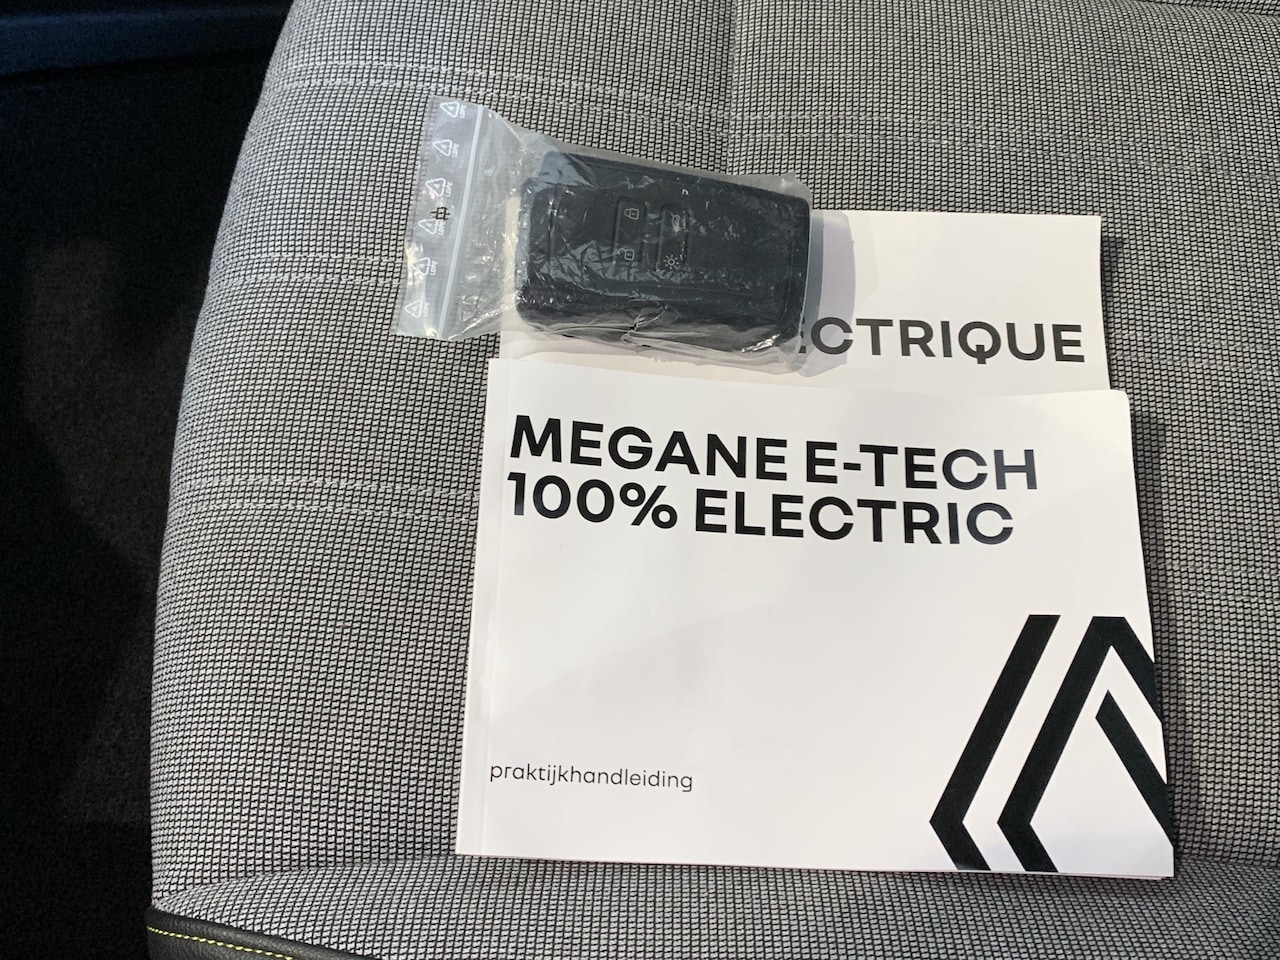 ECTRIQUE
MEGANE E-TECH
100% ELECTRIC
praktijkhandleiding